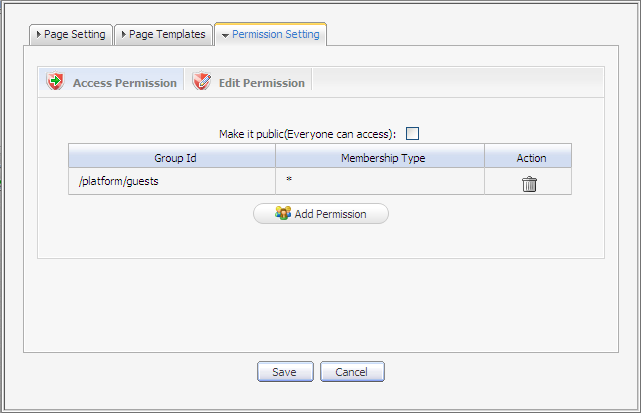 Page Setting Page Templates Permission Setting
Access Permission Edit Permission
Make it public(Everyone can access):
Group Id Membership Type Action
/platform/guests *
Add Permission
Save Cancel